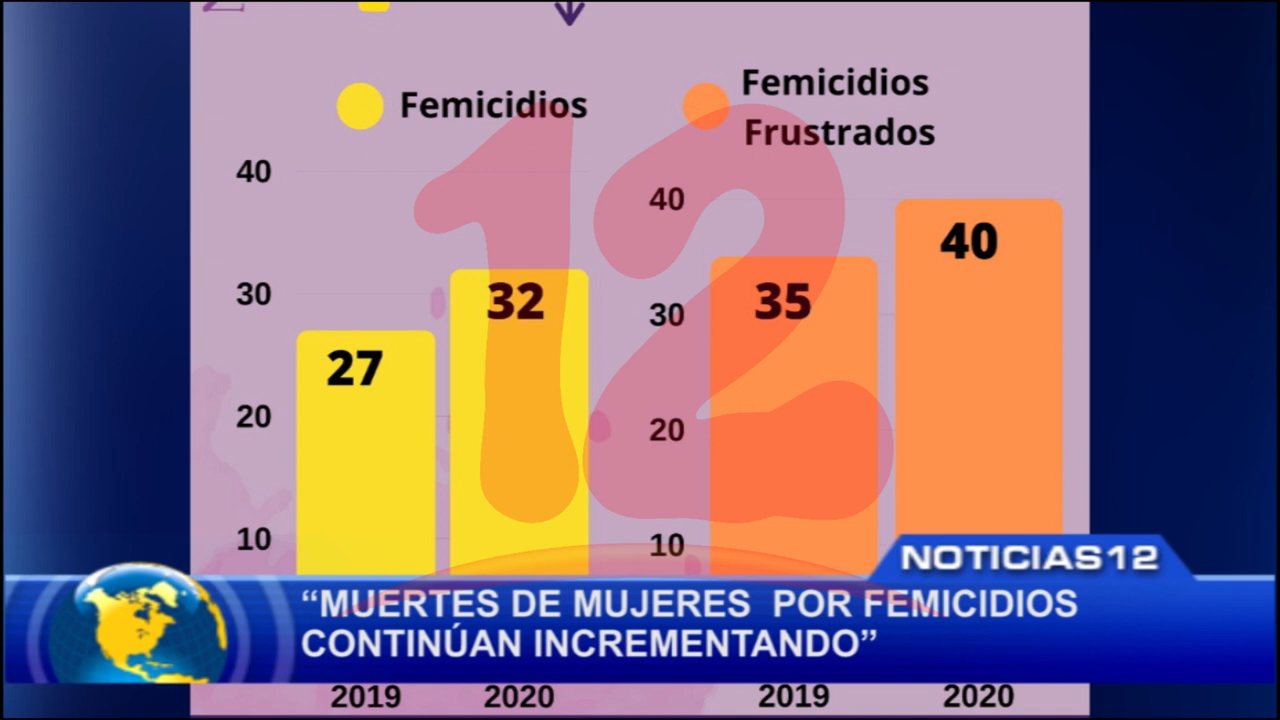 Femicidios
Femicidios
Frustrados
40
30
20
10
27
32
40
30
20
10
35
40
12
NOTICIAS12
“MUERTES DE MUJERES POR FEMICIDIOS
CONTINÚAN INCREMENTANDO”
2019 2020 2019 2020